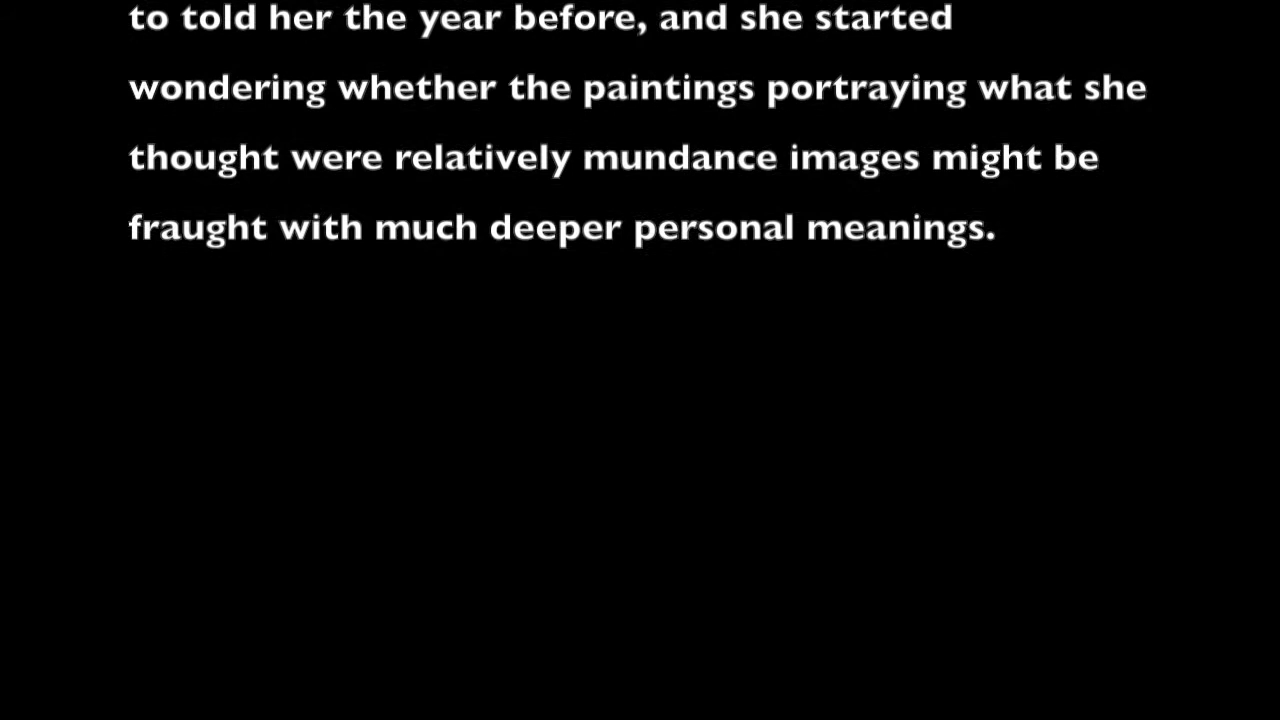 to told her the year before, and she started
wondering whether the paintings portraying what she
thought were relatively mundance images might be
fraught with much deeper personal meanings.